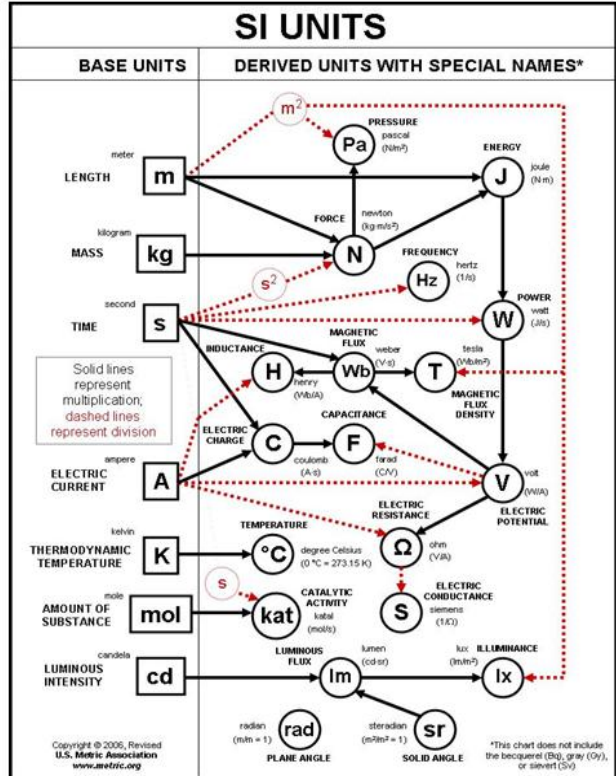 SI UNITS
BASE UNITS
DERIVED UNITS WITH SPECIAL NAMES*
m²
PRESSURE
pascal
(N/m²)
Pa
ENERGY
joule
(N·m)
J
meter
LENGTH
m
FORCE
newton
(kg·m/s²)
N
kilogram
MASS
kg
FREQUENCY
hertz
(1/s)
Hz
s²
second
TIME
s
POWER
watt
(J/s)
W
MAGNETIC
FLUX
weber
(V·s)
Wb
tesla
(Wb/m²)
T
MAGNETIC
FLUX
DENSITY
INDUCTANCE
H
henry
(Wb/A)
Solid lines
represent
multiplication;
dashed lines
represent division
ELECTRIC
CHARGE
C
coulomb
(A·s)
CAPACITANCE
F
farad
(C/V)
volt
(W/A)
V
ELECTRIC
POTENTIAL
ampere
ELECTRIC
CURRENT
A
ELECTRIC
RESISTANCE
Ω
ohm
(V/A)
kelvin
THERMODYNAMIC
TEMPERATURE
K
TEMPERATURE
°C
degree Celsius
(0 °C = 273.15 K)
ELECTRIC
CONDUCTANCE
S
siemens
(1/Ω)
s
mole
AMOUNT OF
SUBSTANCE
mol
CATALYTIC
ACTIVITY
kat
katal
(mol/s)
candela
LUMINOUS
INTENSITY
cd
LUMINOUS
FLUX
lumen
(cd·sr)
lm
lux
(lm/m²)
ILLUMINANCE
lx
radian
(m/m = 1)
rad
PLANE ANGLE
steradian
(m²/m² = 1)
sr
SOLID ANGLE
Copyright © 2006, Revised
U.S. Metric Association
www.metric.org
*This chart does not include
the becquerel (Bq), gray (Gy),
or sievert (Sv)